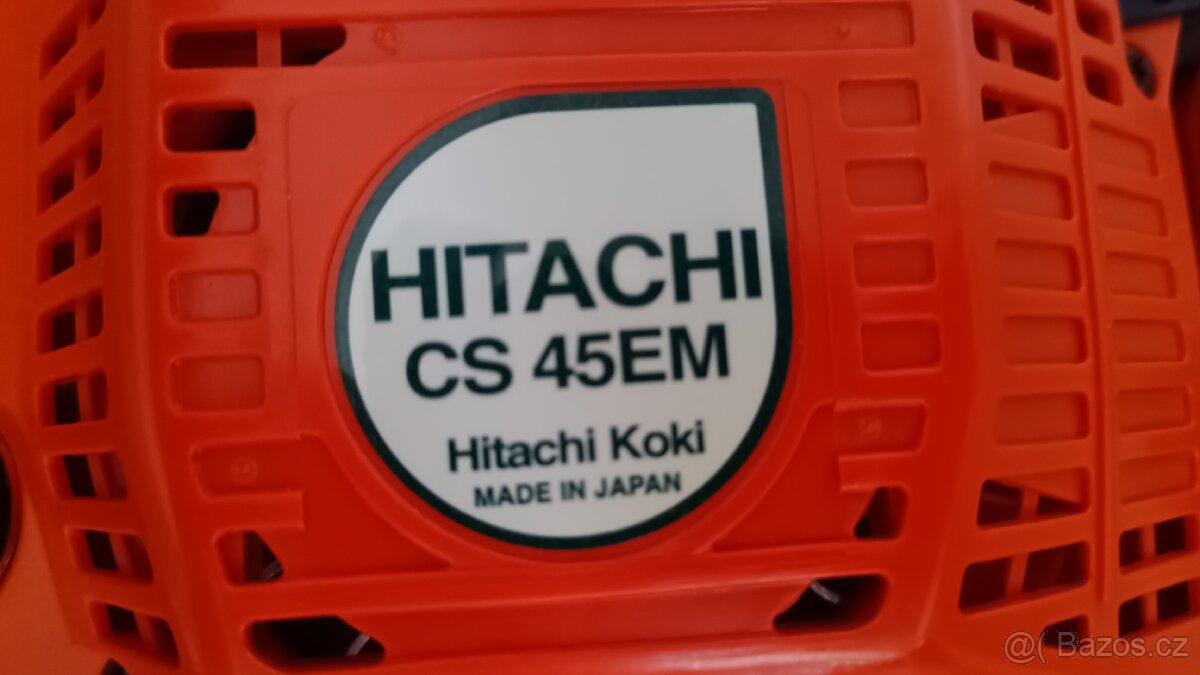 HITACHI
CS 45EM
Hitachi Koki
MADE IN JAPAN
@( Bazos.cz